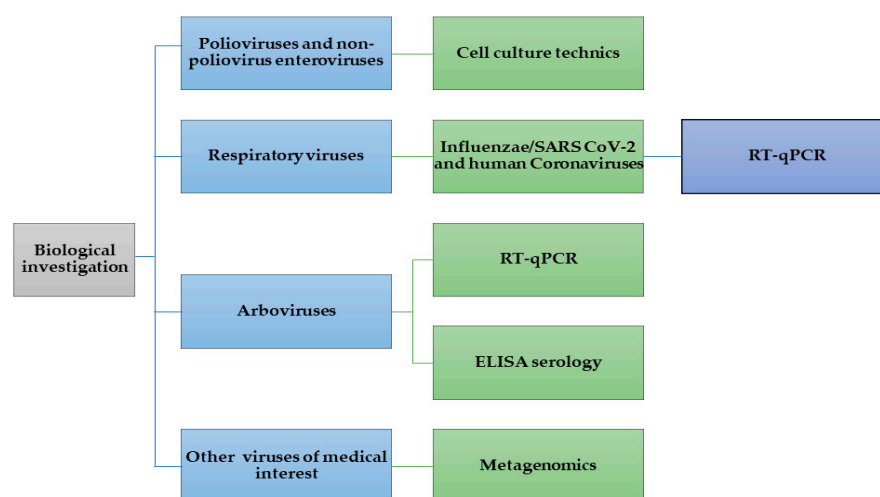 Polioviruses and non-
poliovirus enteroviruses
Cell culture technics
Respiratory viruses
Influenzae/SARS CoV-2
and human Coronaviruses
RT-qPCR
Biological
investigation
Arboviruses
RT-qPCR
ELISA serology
Other viruses of medical
interest
Metagenomics